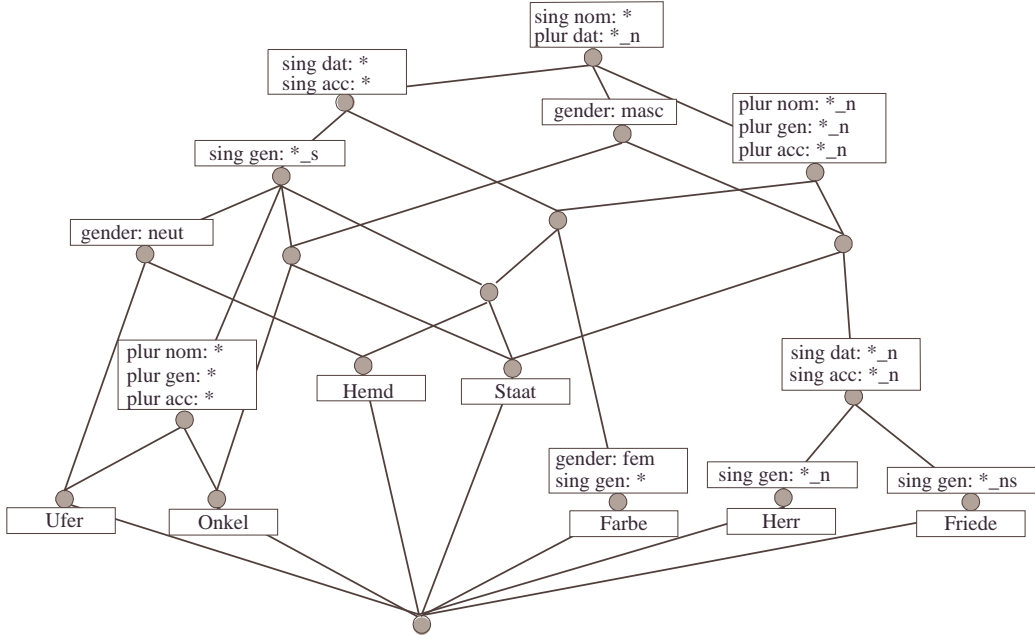 sing nom: *
plur dat: *_n
sing dat: *
sing acc: *
gender: masc
plur nom: *_n
plur gen: *_n
plur acc: *_n
sing gen: *_s
gender: neut
plur nom: *
plur gen: *
plur acc: *
sing dat: *_n
sing acc: *_n
Hemd
Staat
gender: fem
sing gen: *
sing gen: *_n
sing gen: *_ns
Ufer
Onkel
Farbe
Herr
Friede